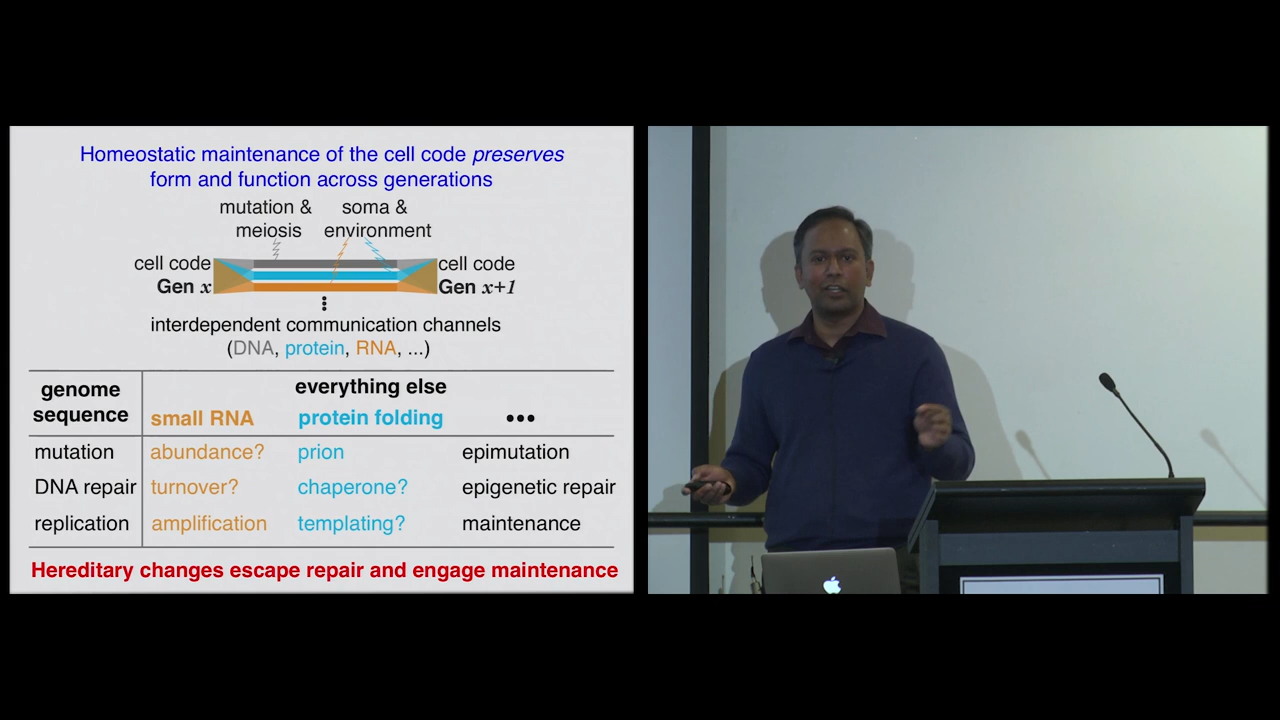 Homeostatic maintenance of the cell code preserves
form and function across generations
mutation & meiosis
soma & environment
cell code
Gen x
cell code
Gen x+1
interdependent communication channels
(DNA, protein, RNA, ...)
genome sequence
everything else
small RNA protein folding •••
mutation abundance? prion epimutation
DNA repair turnover? chaperone? epigenetic repair
replication amplification templating? maintenance
Hereditary changes escape repair and engage maintenance